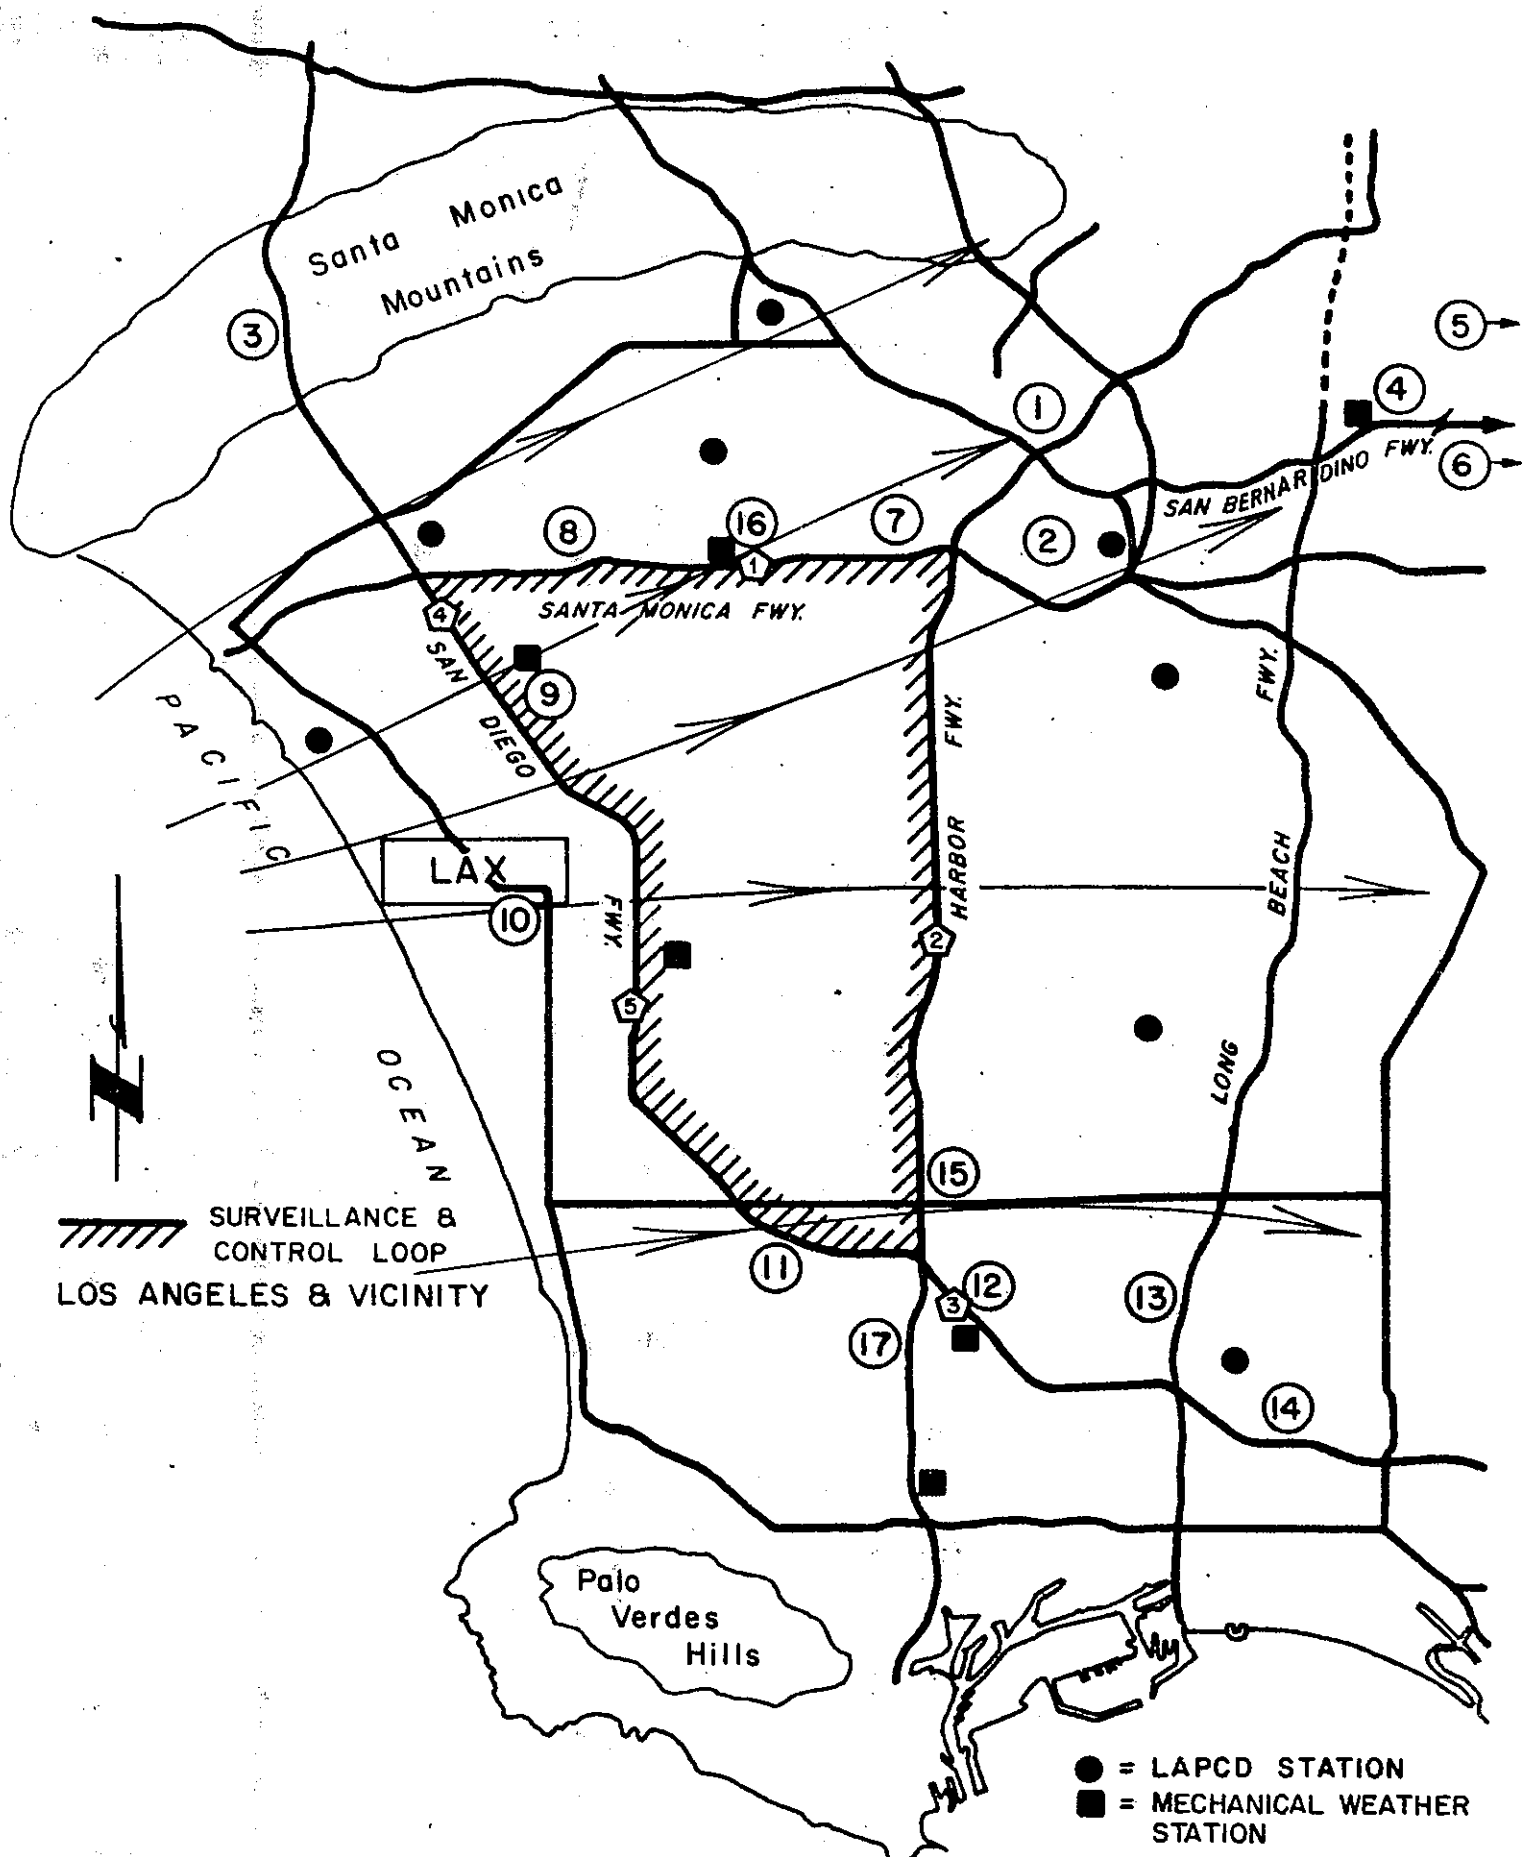 Santa Monica
Mountains
3
5
4
1
SAN BERNARDINO FWY.
6
16
7
8
2
1
SANTA MONICA FWY.
4
SAN
DIEGO
FWY.
9
PACIFIC
OCEAN
LAX
10
HARBOR FWY.
2
LONG BEACH FWY.
5
N
15
SURVEILLANCE &
CONTROL LOOP
LOS ANGELES & VICINITY
11
12
3
13
17
14
Palo
Verdes
Hills
= LAPCD STATION
= MECHANICAL WEATHER
STATION